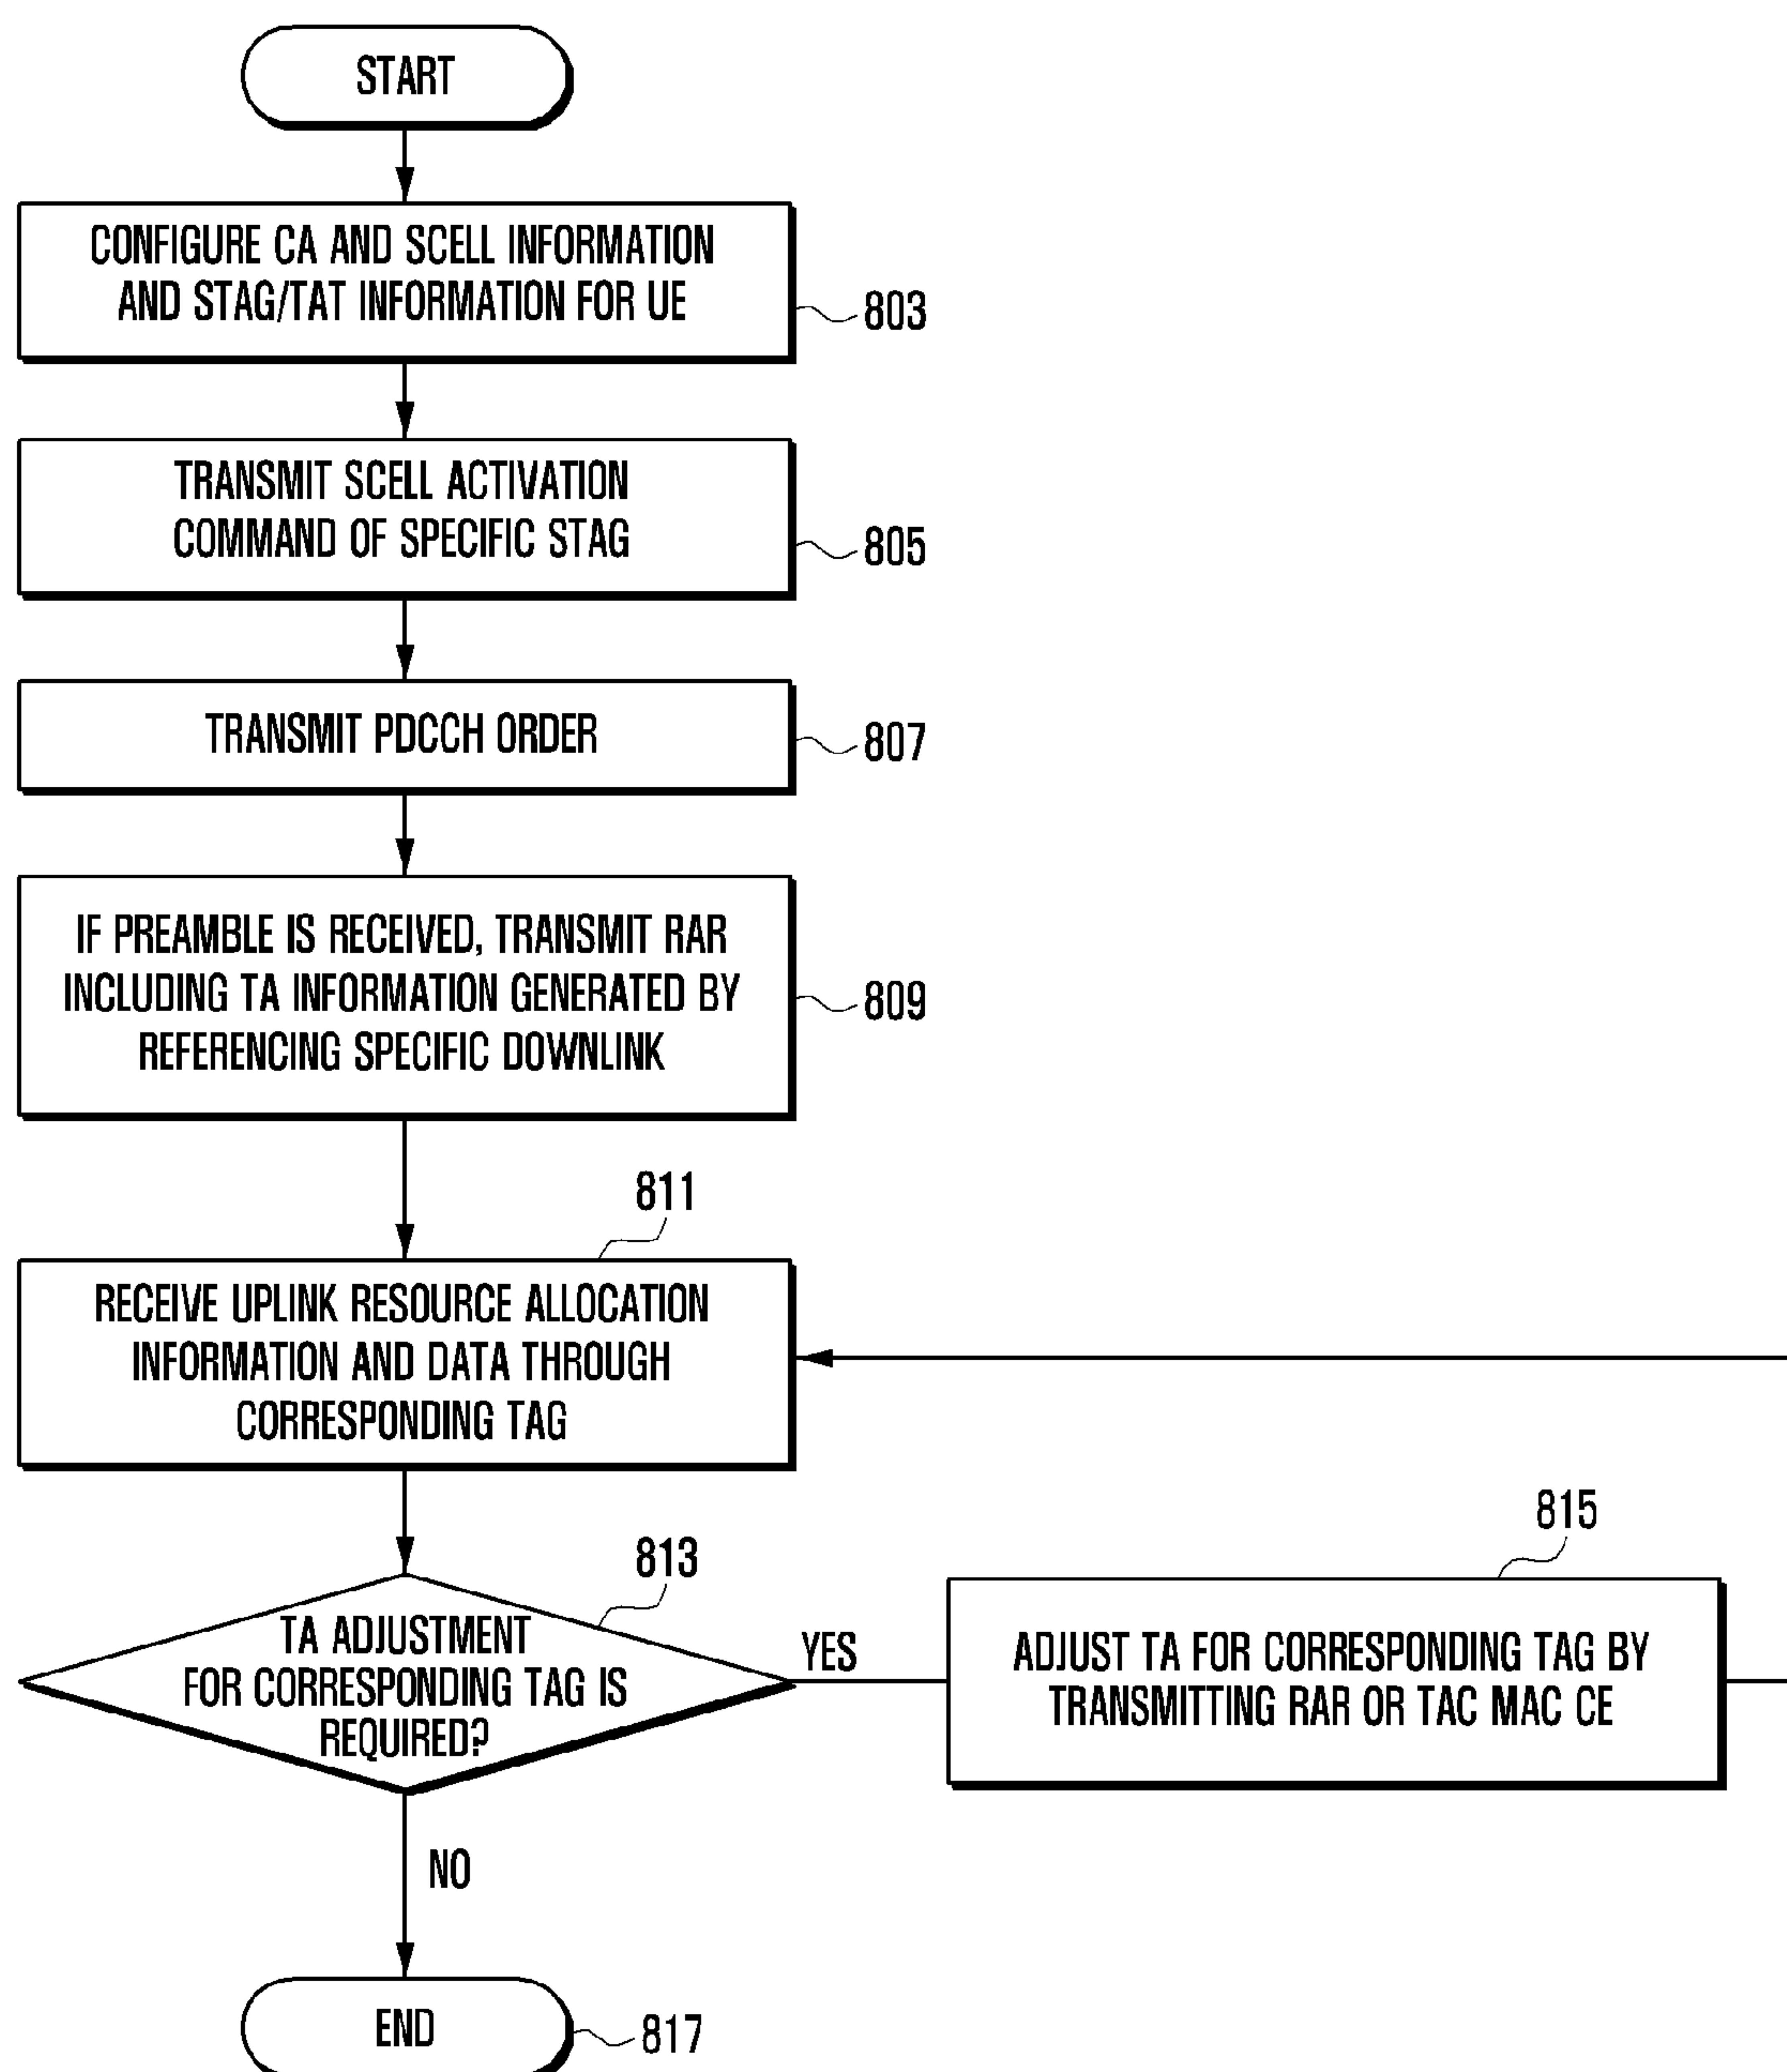 START
CONFIGURE CA AND SCELL INFORMATION
AND STAG/TAT INFORMATION FOR UE
803
TRANSMIT SCELL ACTIVATION
COMMAND OF SPECIFIC STAG
805
TRANSMIT PDCCH ORDER
807
IF PREAMBLE IS RECEIVED, TRANSMIT RAR
INCLUDING TA INFORMATION GENERATED BY
REFERENCING SPECIFIC DOWNLINK
809
811
RECEIVE UPLINK RESOURCE ALLOCATION
INFORMATION AND DATA THROUGH
CORRESPONDING TAG
813
TA ADJUSTMENT
FOR CORRESPONDING TAG IS
REQUIRED?
YES
815
ADJUST TA FOR CORRESPONDING TAG BY
TRANSMITTING RAR OR TAC MAC CE
NO
END
817